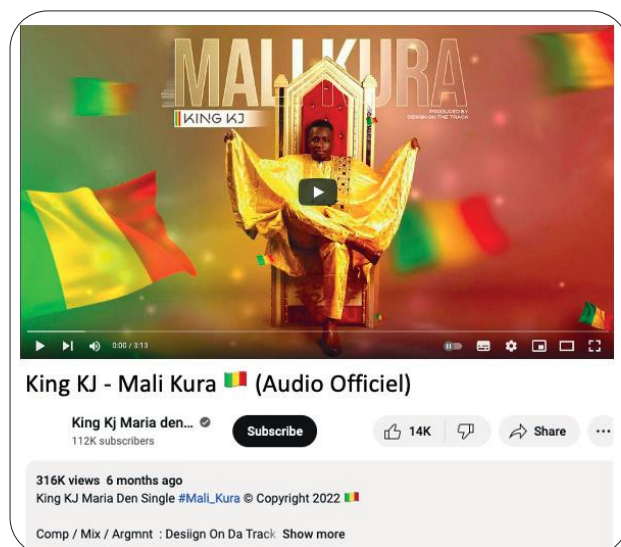 MALI KURA
KING KJ
PRODUCED BY
DESIIGN ON THE TRACK
0:00 / 3:13
King KJ - Mali Kura 🇲🇱 (Audio Officiel)
King Kj Maria den...
112K subscribers
Subscribe
14K
Share
...
316K views 6 months ago
King KJ Maria Den Single #Mali_Kura © Copyright 2022 🇲🇱
Comp / Mix / Argmnt : Desiign On Da Track Show more